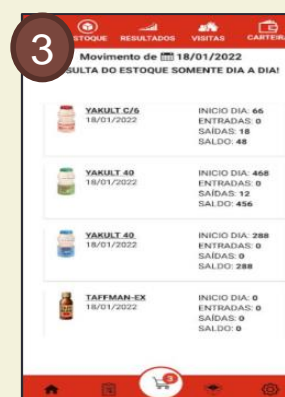 3
STOQUE RESULTADOS VISITAS CARTEIRA
Movimento de 18/01/2022
SULTA DO ESTOQUE SOMENTE DIA A DIA!
YAKULT C/6
18/01/2022
INICIO DIA: 66
ENTRADAS: 0
SAÍDAS: 18
SALDO: 48
YAKULT 40
18/01/2022
INICIO DIA: 468
ENTRADAS: 0
SAÍDAS: 12
SALDO: 456
YAKULT 40
18/01/2022
INICIO DIA: 288
ENTRADAS: 0
SAÍDAS: 0
SALDO: 288
TAFFMAN-EX
18/01/2022
INICIO DIA: 0
ENTRADAS: 0
SAÍDAS: 0
SALDO: 0
3